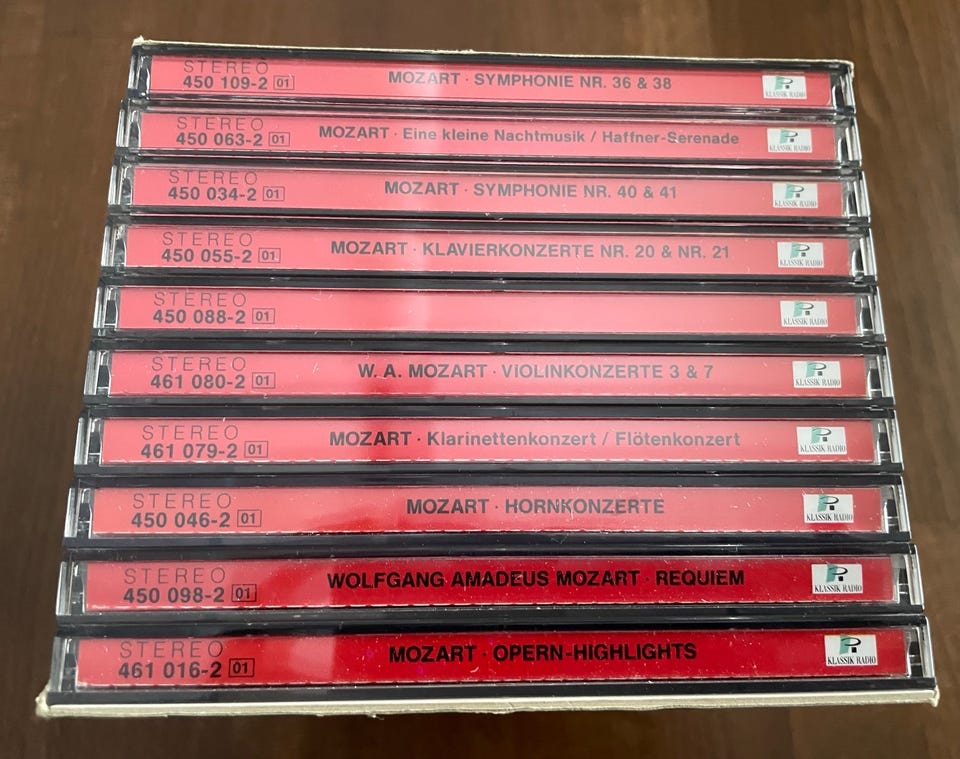 STEREO
450 109-2 01 MOZART · SYMPHONIE NR. 36 & 38 KLASSIK RADIO
STEREO
450 063-2 01 MOZART · Eine kleine Nachtmusik / Haffner-Serenade KLASSIK RADIO
STEREO
450 034-2 01 MOZART · SYMPHONIE NR. 40 & 41 KLASSIK RADIO
STEREO
450 055-2 01 MOZART · KLAVIERKONZERTE NR. 20 & NR. 21 KLASSIK RADIO
STEREO
450 088-2 01 KLASSIK RADIO
STEREO
461 080-2 01 W. A. MOZART · VIOLINKONZERTE 3 & 7 KLASSIK RADIO
STEREO
461 079-2 01 MOZART · Klarinettenkonzert / Flötenkonzert KLASSIK RADIO
STEREO
450 046-2 01 MOZART · HORNKONZERTE KLASSIK RADIO
STEREO
450 098-2 01 WOLFGANG AMADEUS MOZART · REQUIEM KLASSIK RADIO
STEREO
461 016-2 01 MOZART · OPERN-HIGHLIGHTS KLASSIK RADIO